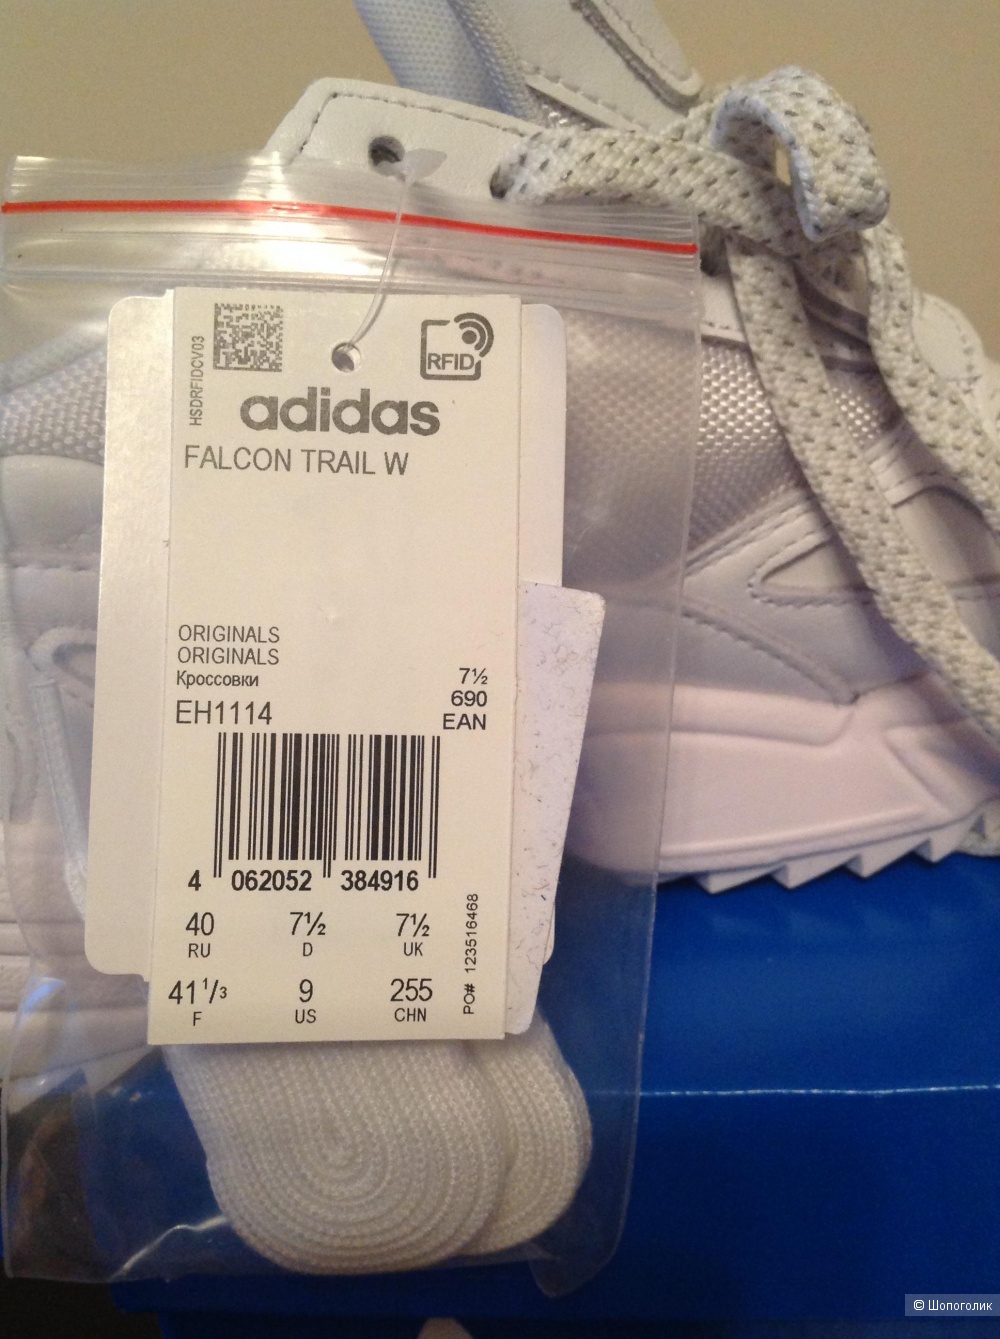 HSDRFIDCV03
RFID
adidas
FALCON TRAIL W
ORIGINALS
ORIGINALS
Кроссовки
7½
690
EH1114
EAN
4 062052 384916
40 7½ 7½
RU D UK
41 1/3 9 255
F US CHN
PO# 123516468
© Шопоголик